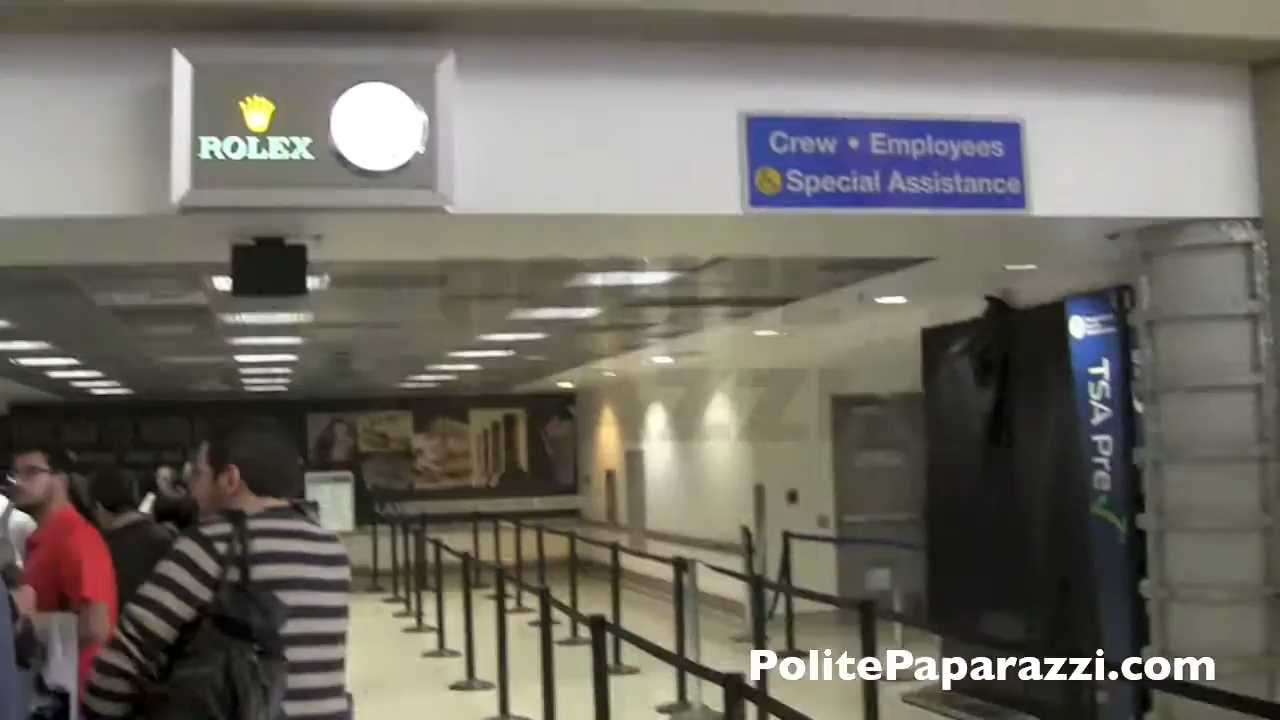 ROLEX
Crew • Employees
Special Assistance
TSA Pre✓
PolitePaparazzi.com